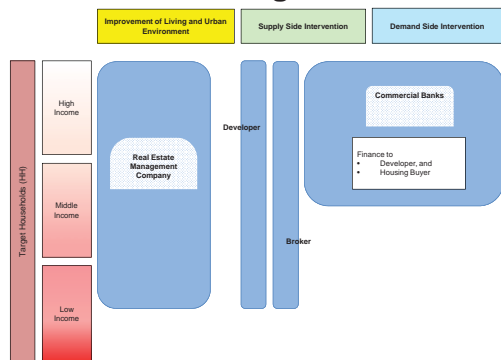 Improvement of Living and Urban
Environment
Supply Side Intervention
Demand Side Intervention
Target Households (HH)
High
Income
Middle
Income
Low
Income
Real Estate
Management
Company
Developer
Broker
Commercial Banks
Finance to
• Developer, and
• Housing Buyer